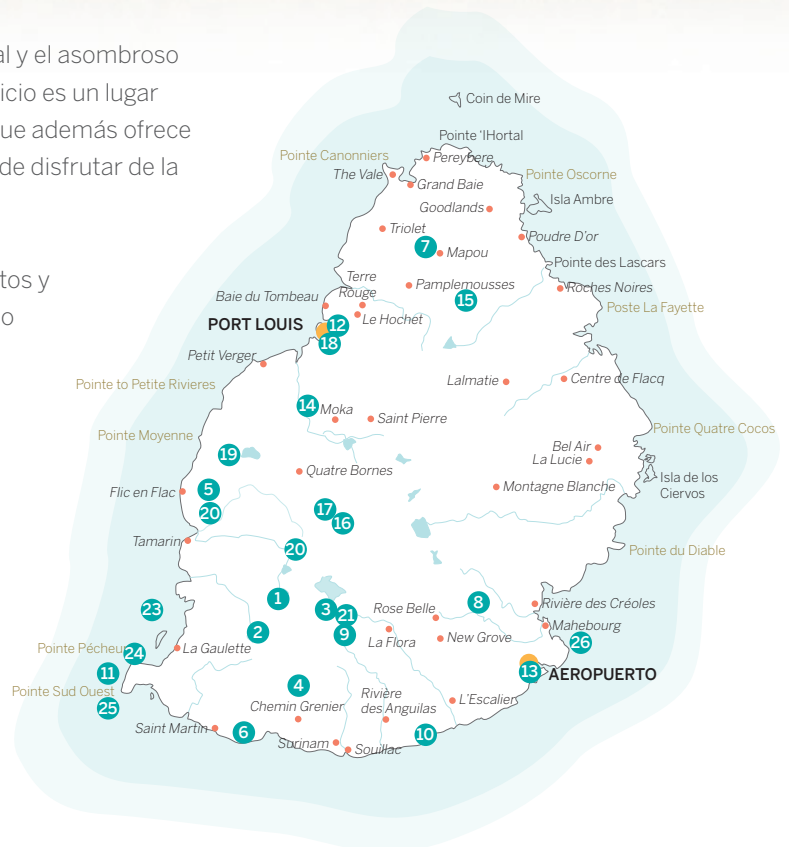 al y el asombroso
icio es un lugar
ue además ofrece
de disfrutar de la
tos y
o
Coin de Mire
Pointe 'lHortal
Pointe Canonniers
Pereybere
The Vale
Grand Baie
Pointe Oscorne
Isla Ambre
Goodlands
Triolet
Poudre D'or
7
Mapou
Pointe des Lascars
Terre
Rouge
Pamplemousses
Roches Noires
Baie du Tombeau
15
Poste La Fayette
PORT LOUIS
12
Le Hochet
18
Petit Verger
Pointe to Petite Rivieres
Lalmatie
Centre de Flacq
14
Moka
Saint Pierre
Pointe Moyenne
Pointe Quatre Cocos
19
Bel Air
La Lucie
Quatre Bornes
Isla de los
Ciervos
Flic en Flac
5
Montagne Blanche
20
17
16
Tamarin
20
Pointe du Diable
1
23
3
21
8
Rose Belle
Rivière des Créoles
2
9
La Flora
New Grove
Mahebourg
26
Pointe Pécheur
24
La Gaulette
11
13
AEROPUERTO
Pointe Sud Ouest
4
25
Chemin Grenier
Rivière
des Anguilas
L'Escalier
Saint Martin
6
Surinam
Souillac
10